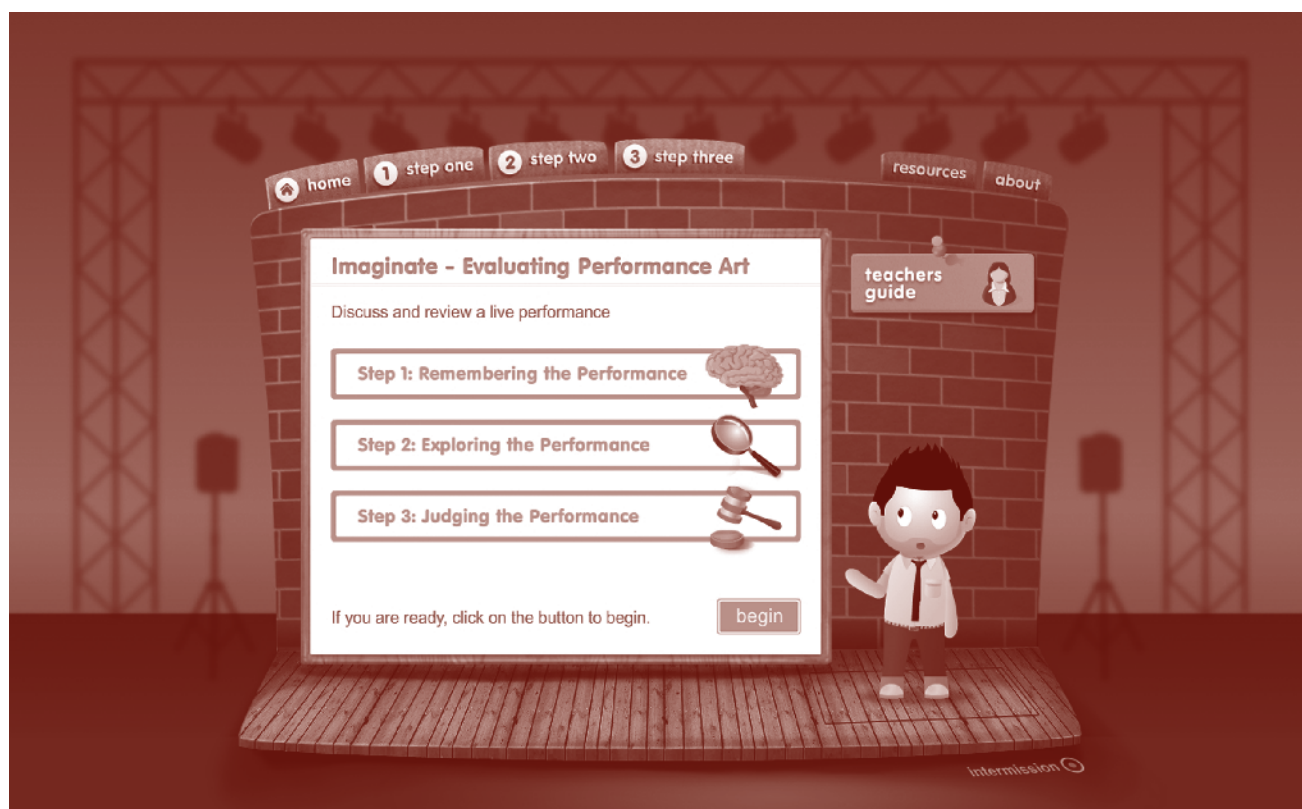 home
1 step one
2 step two
3 step three
resources
about
Imaginate - Evaluating Performance Art
teachers
guide
Discuss and review a live performance
Step 1: Remembering the Performance
Step 2: Exploring the Performance
Step 3: Judging the Performance
If you are ready, click on the button to begin.
begin
intermission